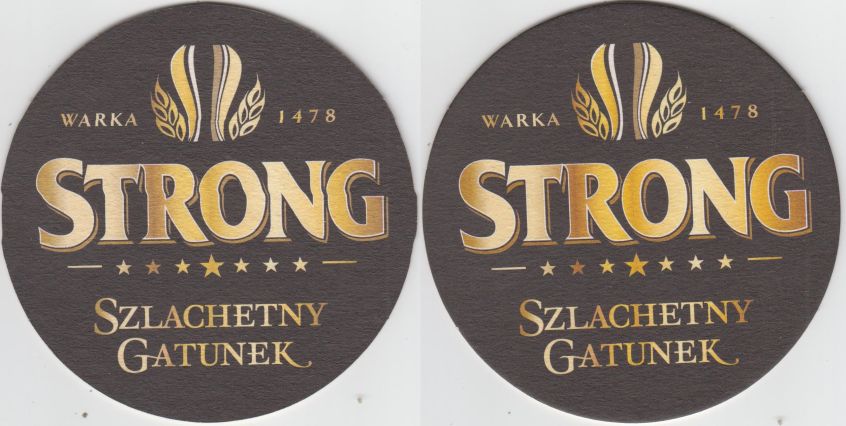 WARKA 1478
STRONG
SZLACHETNY
GATUNEK
WARKA 1478
STRONG
SZLACHETNY
GATUNEK